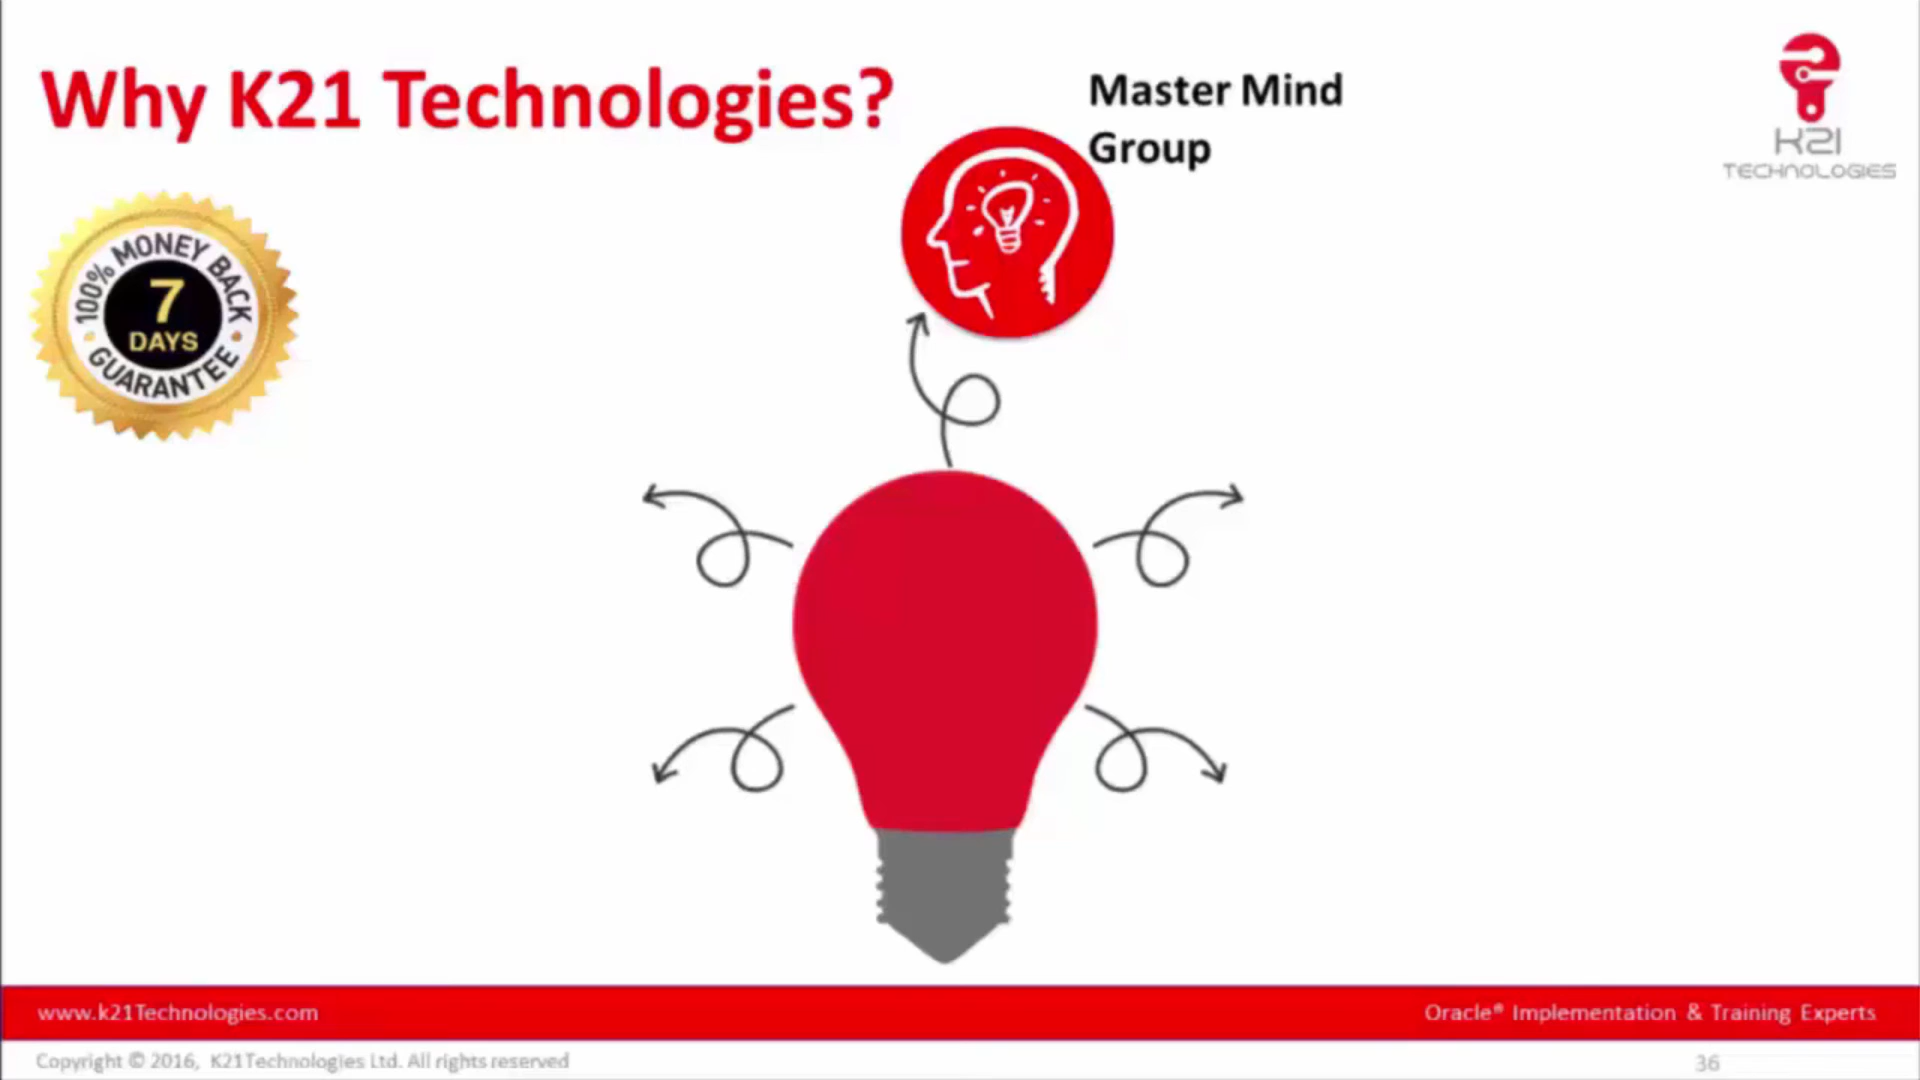 Why K21 Technologies?
Master Mind
Group
K21
TECHNOLOGIES
100% MONEY BACK
7
DAYS
GUARANTEE
www.k21Technologies.com
Oracle® Implementation & Training Experts
Copyright © 2016, K21Technologies Ltd. All rights reserved
36